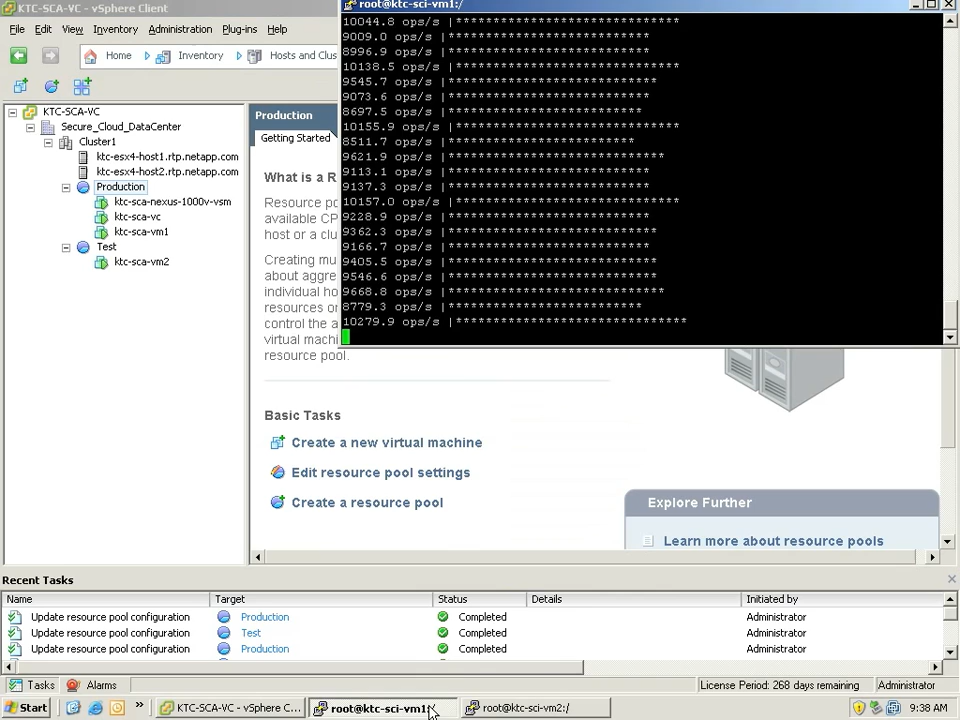 KTC-SCA-VC - vSphere Client
File Edit View Inventory Administration Plug-ins Help
Home Inventory Hosts and Clus
KTC-SCA-VC
Secure_Cloud_DataCenter
Cluster1
ktc-esx4-host1.rtp.netapp.com
ktc-esx4-host2.rtp.netapp.com
Production
ktc-sca-nexus-1000v-vsm
ktc-sca-vc
ktc-sca-vm1
Test
ktc-sca-vm2
Production
Getting Started
What is a R
Resource po
available CP
host or a clu
Creating mu
about aggre
individual ho
resources or
control the a
virtual machi
resource pool.
Basic Tasks
Create a new virtual machine
Edit resource pool settings
Create a resource pool
Explore Further
Learn more about resource pools
root@ktc-sci-vm1:/
10044.8 ops/s |*******************************
9009.0 ops/s |***************************
8996.9 ops/s |***************************
10138.5 ops/s |*******************************
9545.7 ops/s |****************************
9073.6 ops/s |***************************
8697.5 ops/s |**************************
10155.9 ops/s |*******************************
8511.7 ops/s |*************************
9621.9 ops/s |*****************************
9113.1 ops/s |***************************
9137.3 ops/s |***************************
10157.0 ops/s |*******************************
9228.9 ops/s |***************************
9362.3 ops/s |****************************
9166.7 ops/s |***************************
9405.5 ops/s |****************************
9546.6 ops/s |****************************
9668.8 ops/s |*****************************
8779.3 ops/s |**************************
10279.9 ops/s |********************************
Recent Tasks
Name Target Status Details Initiated by
Update resource pool configuration Production Completed Administrator
Update resource pool configuration Test Completed Administrator
Update resource pool configuration Production Completed Administrator
Tasks Alarms License Period: 268 days remaining Administrator
Start » KTC-SCA-VC - vSphere C... root@ktc-sci-vm1:/ root@ktc-sci-vm2:/ 9:38 AM